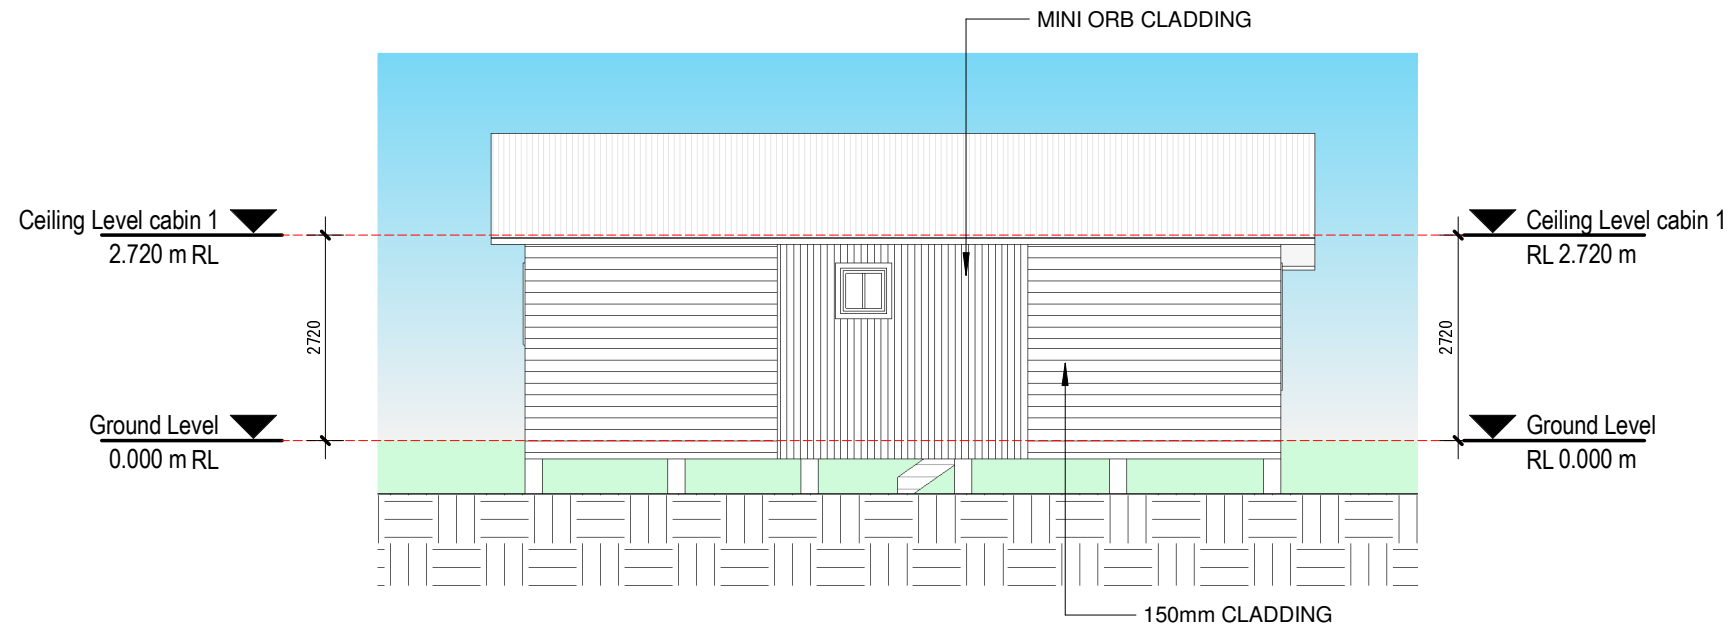 MINI ORB CLADDING
Ceiling Level cabin 1
2.720 m RL
Ceiling Level cabin 1
RL 2.720 m
2720
2720
Ground Level
0.000 m RL
Ground Level
RL 0.000 m
150mm CLADDING